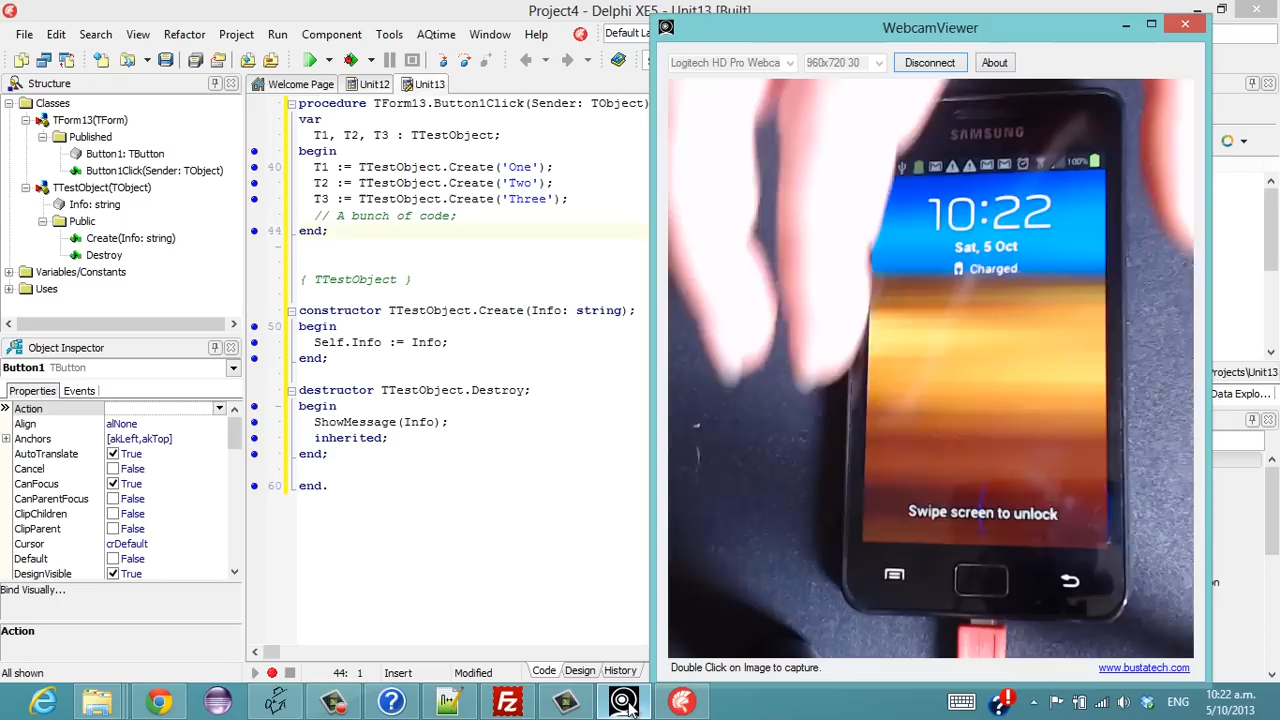 Project4 - Delphi XE5 - Unit13 [Built]
File Edit Search View Refactor Project Run Component Tools AQtime Window Help
Structure
Classes
TForm13(TForm)
Published
Button1: TButton
Button1Click(Sender: TObject)
TTestObject(TObject)
Info: string
Public
Create(Info: string)
Destroy
Variables/Constants
Uses
Object Inspector
Button1 TButton
Properties Events
Action
Align alNone
Anchors [akLeft,akTop]
AutoTranslate True
Cancel False
CanFocus True
CanParentFocus False
ClipChildren False
ClipParent False
Cursor crDefault
Default False
DesignVisible True
Bind Visually...
Action
All shown
Welcome Page Unit12 Unit13
procedure TForm13.Button1Click(Sender: TObject)
var
T1, T2, T3 : TTestObject;
begin
40 T1 := TTestObject.Create('One');
T2 := TTestObject.Create('Two');
T3 := TTestObject.Create('Three');
// A bunch of code;
44 end;
{ TTestObject }
constructor TTestObject.Create(Info: string);
50 begin
Self.Info := Info;
end;
destructor TTestObject.Destroy;
begin
ShowMessage(Info);
inherited;
end;
60 end.
44: 1 Insert Modified Code Design History
WebcamViewer
Logitech HD Pro Webca 960x720 30 Disconnect About
SAMSUNG
100%
10:22
Sat, 5 Oct
Charged
Swipe screen to unlock
Double Click on Image to capture. www.bustatech.com
Projects\Unit13
Data Explo...
ENG
10:22 a.m.
5/10/2013